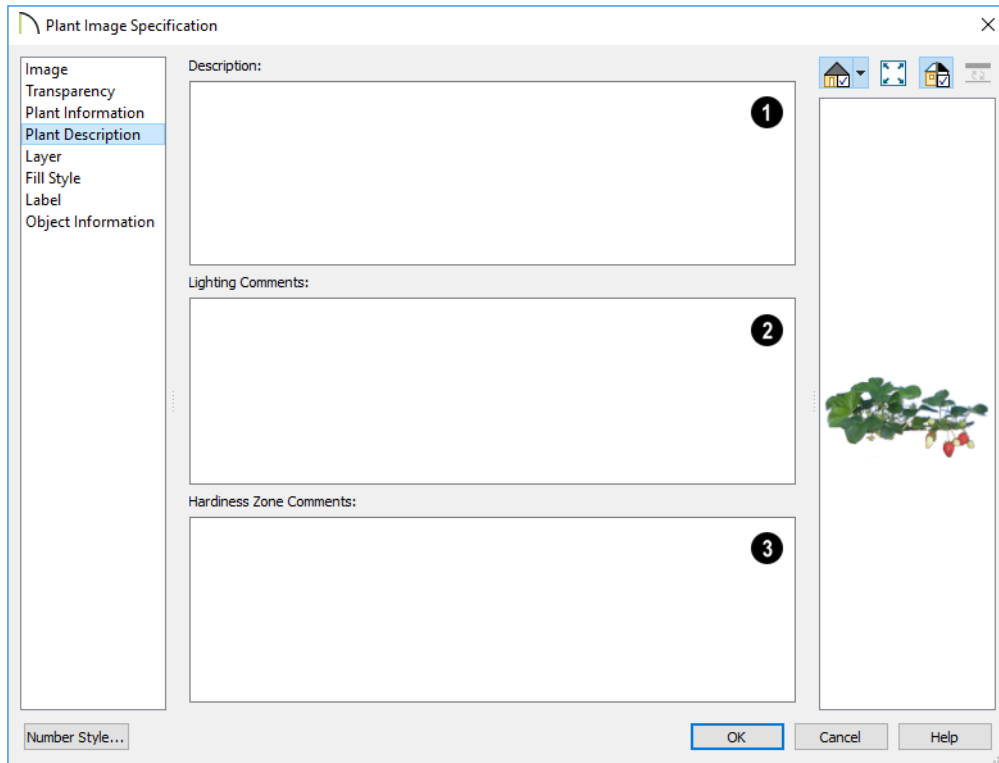 Plant Image Specification
Image
Transparency
Plant Information
Plant Description
Layer
Fill Style
Label
Object Information
Description:
1
Lighting Comments:
2
Hardiness Zone Comments:
3
Number Style...
OK
Cancel
Help